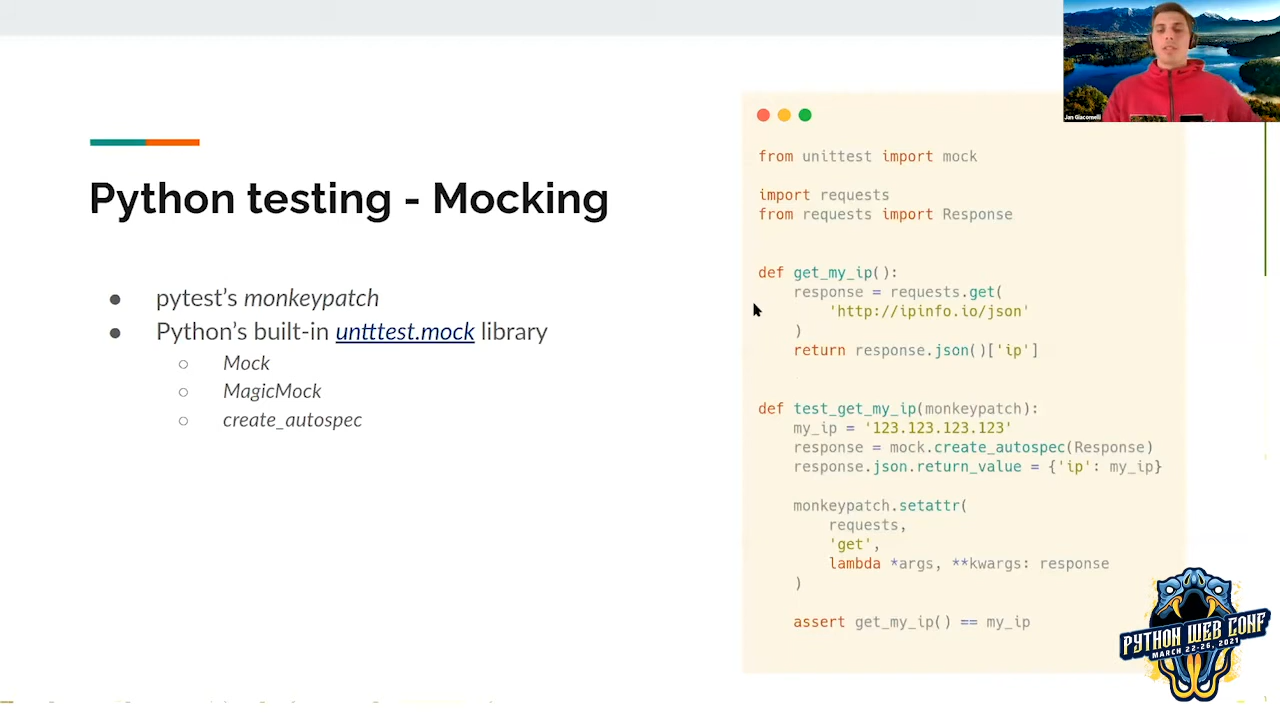 Jan Giacomelli
Python testing - Mocking
● pytest's monkeypatch
● Python's built-in untttest.mock library
○ Mock
○ MagicMock
○ create_autospec
from unittest import mock
import requests
from requests import Response
def get_my_ip():
response = requests.get(
'http://ipinfo.io/json'
)
return response.json()['ip']
def test_get_my_ip(monkeypatch):
my_ip = '123.123.123.123'
response = mock.create_autospec(Response)
response.json.return_value = {'ip': my_ip}
monkeypatch.setattr(
requests,
'get',
lambda *args, **kwargs: response
)
assert get_my_ip() == my_ip
PYTHON WEB CONF
MARCH 22-26, 2021